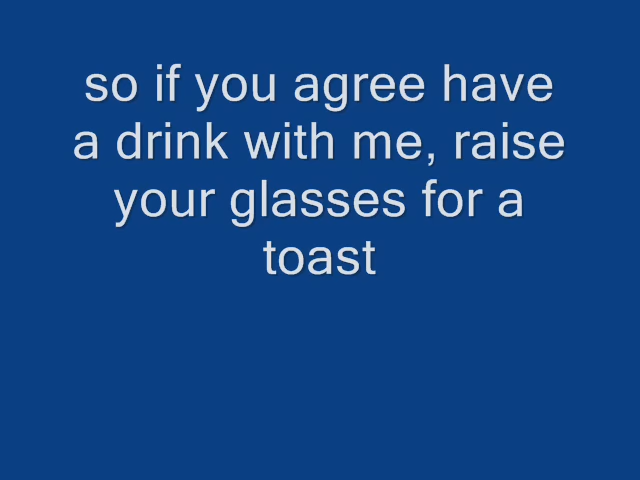 so if you agree have
a drink with me, raise
your glasses for a
toast